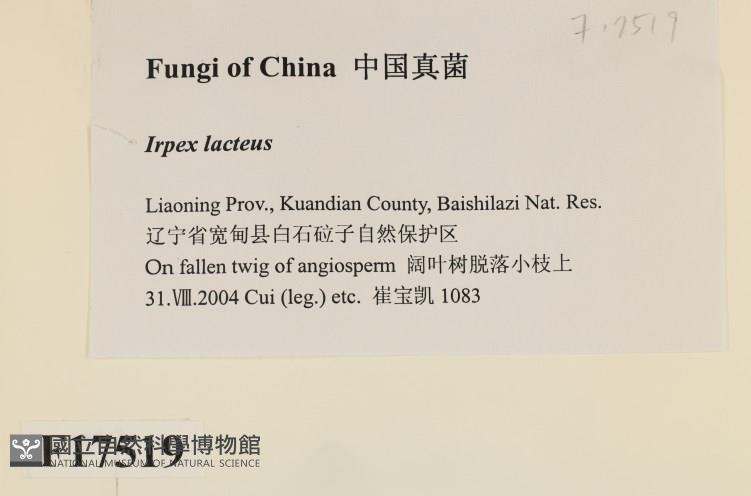 F.17519
Fungi of China 中国真菌
Irpex lacteus
Liaoning Prov., Kuandian County, Baishilazi Nat. Res.
辽宁省宽甸县白石砬子自然保护区
On fallen twig of angiosperm 阔叶树脱落小枝上
31.Ⅷ.2004 Cui (leg.) etc. 崔宝凯 1083
F17519
國立自然科學博物館
NATIONAL MUSEUM OF NATURAL SCIENCE